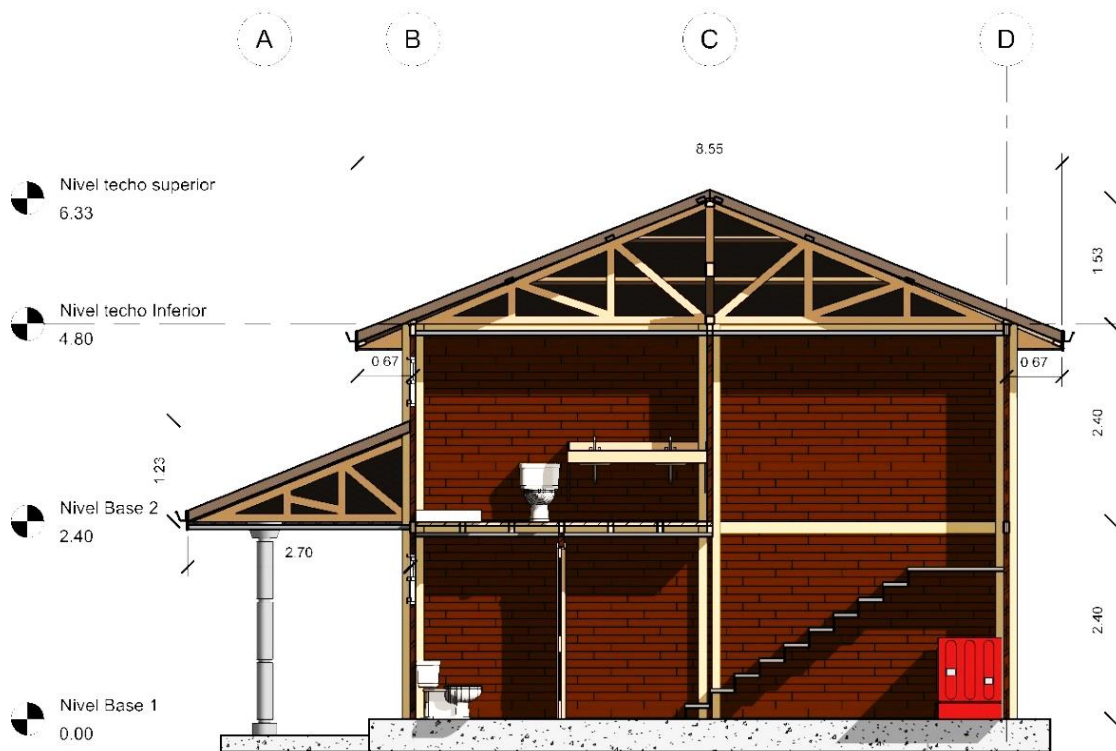 A
B
C
D
8.55
Nivel techo superior
6.33
1.53
Nivel techo Inferior
4.80
0.67
0.67
2.40
1.23
Nivel Base 2
2.40
2.70
2.40
Nivel Base 1
0.00